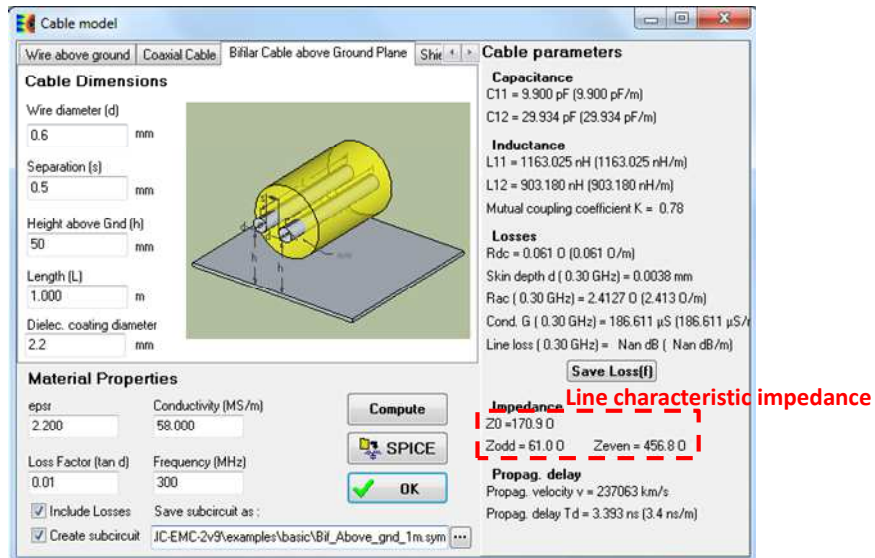 Cable model
Wire above ground
Coaxial Cable
Bifilar Cable above Ground Plane
Shie
Cable Dimensions
Wire diameter (d)
0.6 mm
Separation (s)
0.5 mm
Height above Gnd (h)
50 mm
Length (L)
1.000 m
Dielec. coating diameter
2.2 mm
d
h
h
Material Properties
epsr
2.200
Conductivity (MS/m)
58.000
Loss Factor (tan d)
0.01
Frequency (MHz)
300
Include Losses
Save subcircuit as :
Create subcircuit
JC-EMC-2v9\examples\basic\Bif_Above_gnd_1m.sym
...
Compute
SPICE
OK
Cable parameters
Capacitance
C11 = 9.900 pF (9.900 pF/m)
C12 = 29.934 pF (29.934 pF/m)
Inductance
L11 = 1163.025 nH (1163.025 nH/m)
L12 = 903.180 nH (903.180 nH/m)
Mutual coupling coefficient K = 0.78
Losses
Rdc = 0.061 O (0.061 O/m)
Skin depth d ( 0.30 GHz) = 0.0038 mm
Rac ( 0.30 GHz) = 2.4127 O (2.413 O/m)
Cond. G ( 0.30 GHz) = 186.611 µS (186.611 µS/
Line loss ( 0.30 GHz) = Nan dB ( Nan dB/m)
Save Loss(f)
Line characteristic impedance
Impedance
Z0 =170.9 O
Zodd = 61.0 O Zeven = 456.8 O
Propag. delay
Propag. velocity v = 237063 km/s
Propag. delay Td = 3.393 ns (3.4 ns/m)